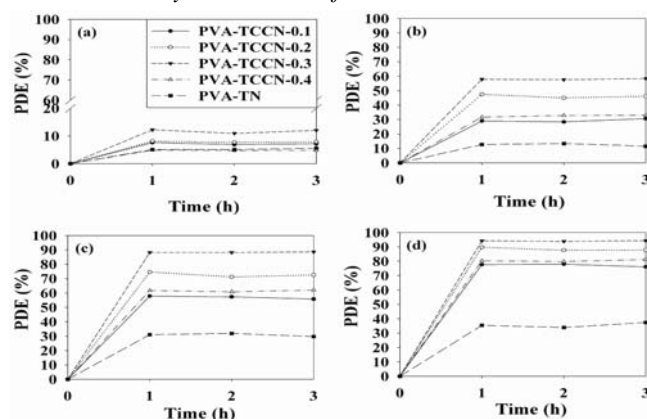 (a)
PDE (%)
100
90
80
70
60
20
10
0
PVA-TCCN-0.1
PVA-TCCN-0.2
PVA-TCCN-0.3
PVA-TCCN-0.4
PVA-TN
0 1 2 3
Time (h)
(b)
PDE (%)
100
90
80
70
60
50
40
30
20
10
0
0 1 2 3
Time (h)
(c)
PDE (%)
100
90
80
70
60
50
40
30
20
10
0
0 1 2 3
Time (h)
(d)
PDE (%)
100
90
80
70
60
50
40
30
20
10
0
0 1 2 3
Time (h)